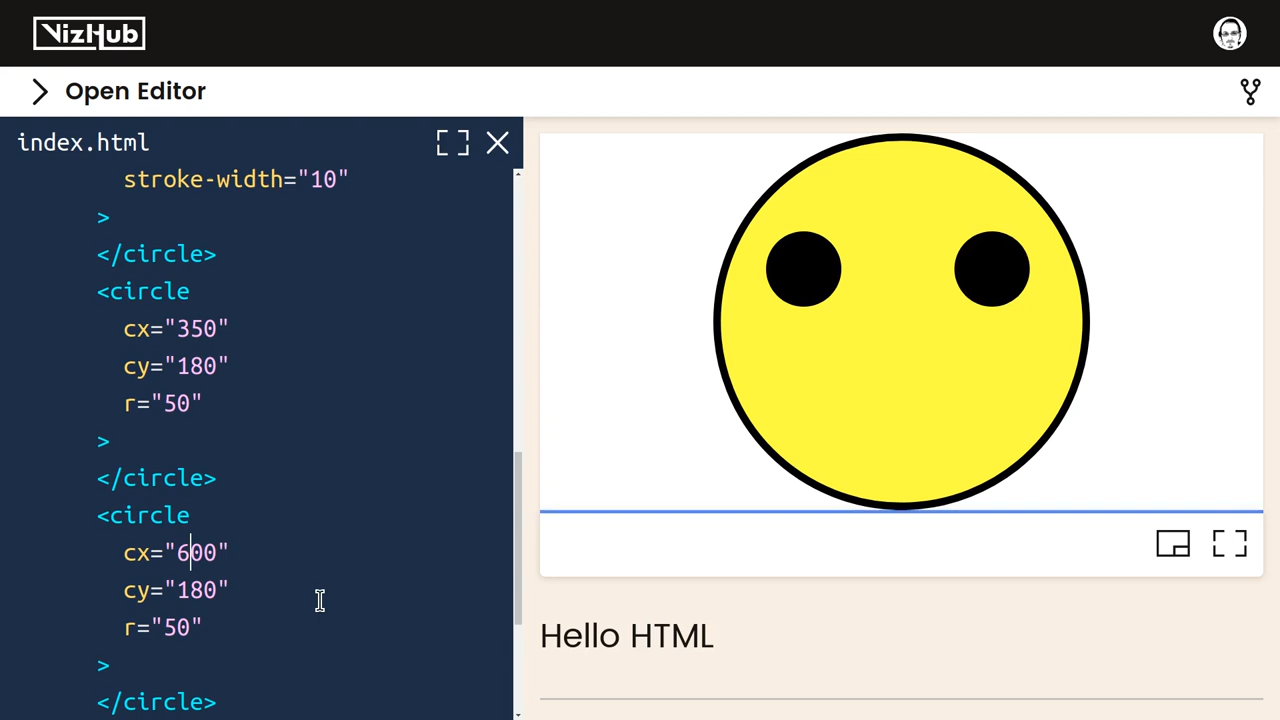 VizHub
Open Editor
index.html
stroke-width="10"
>
</circle>
<circle
cx="350"
cy="180"
r="50"
>
</circle>
<circle
cx="600"
cy="180"
r="50"
>
</circle>
Hello HTML